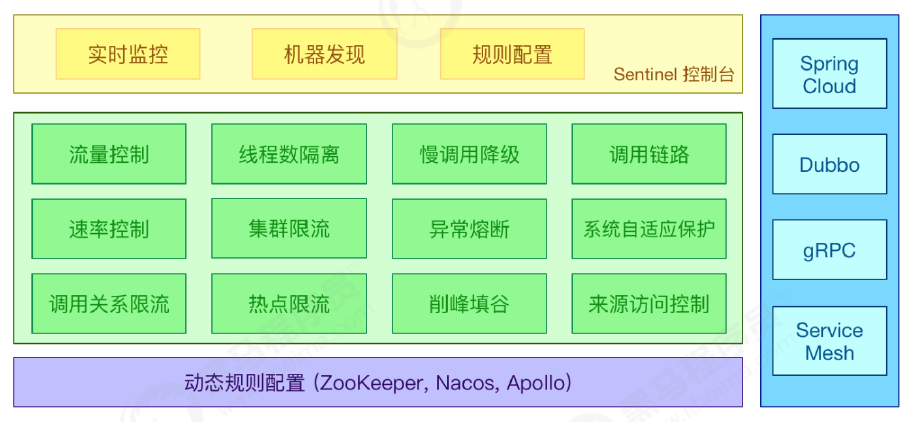 实时监控
机器发现
规则配置
Sentinel 控制台
流量控制
线程数隔离
慢调用降级
调用链路
速率控制
集群限流
异常熔断
系统自适应保护
调用关系限流
热点限流
削峰填谷
来源访问控制
动态规则配置 (ZooKeeper, Nacos, Apollo)
Spring
Cloud
Dubbo
gRPC
Service
Mesh